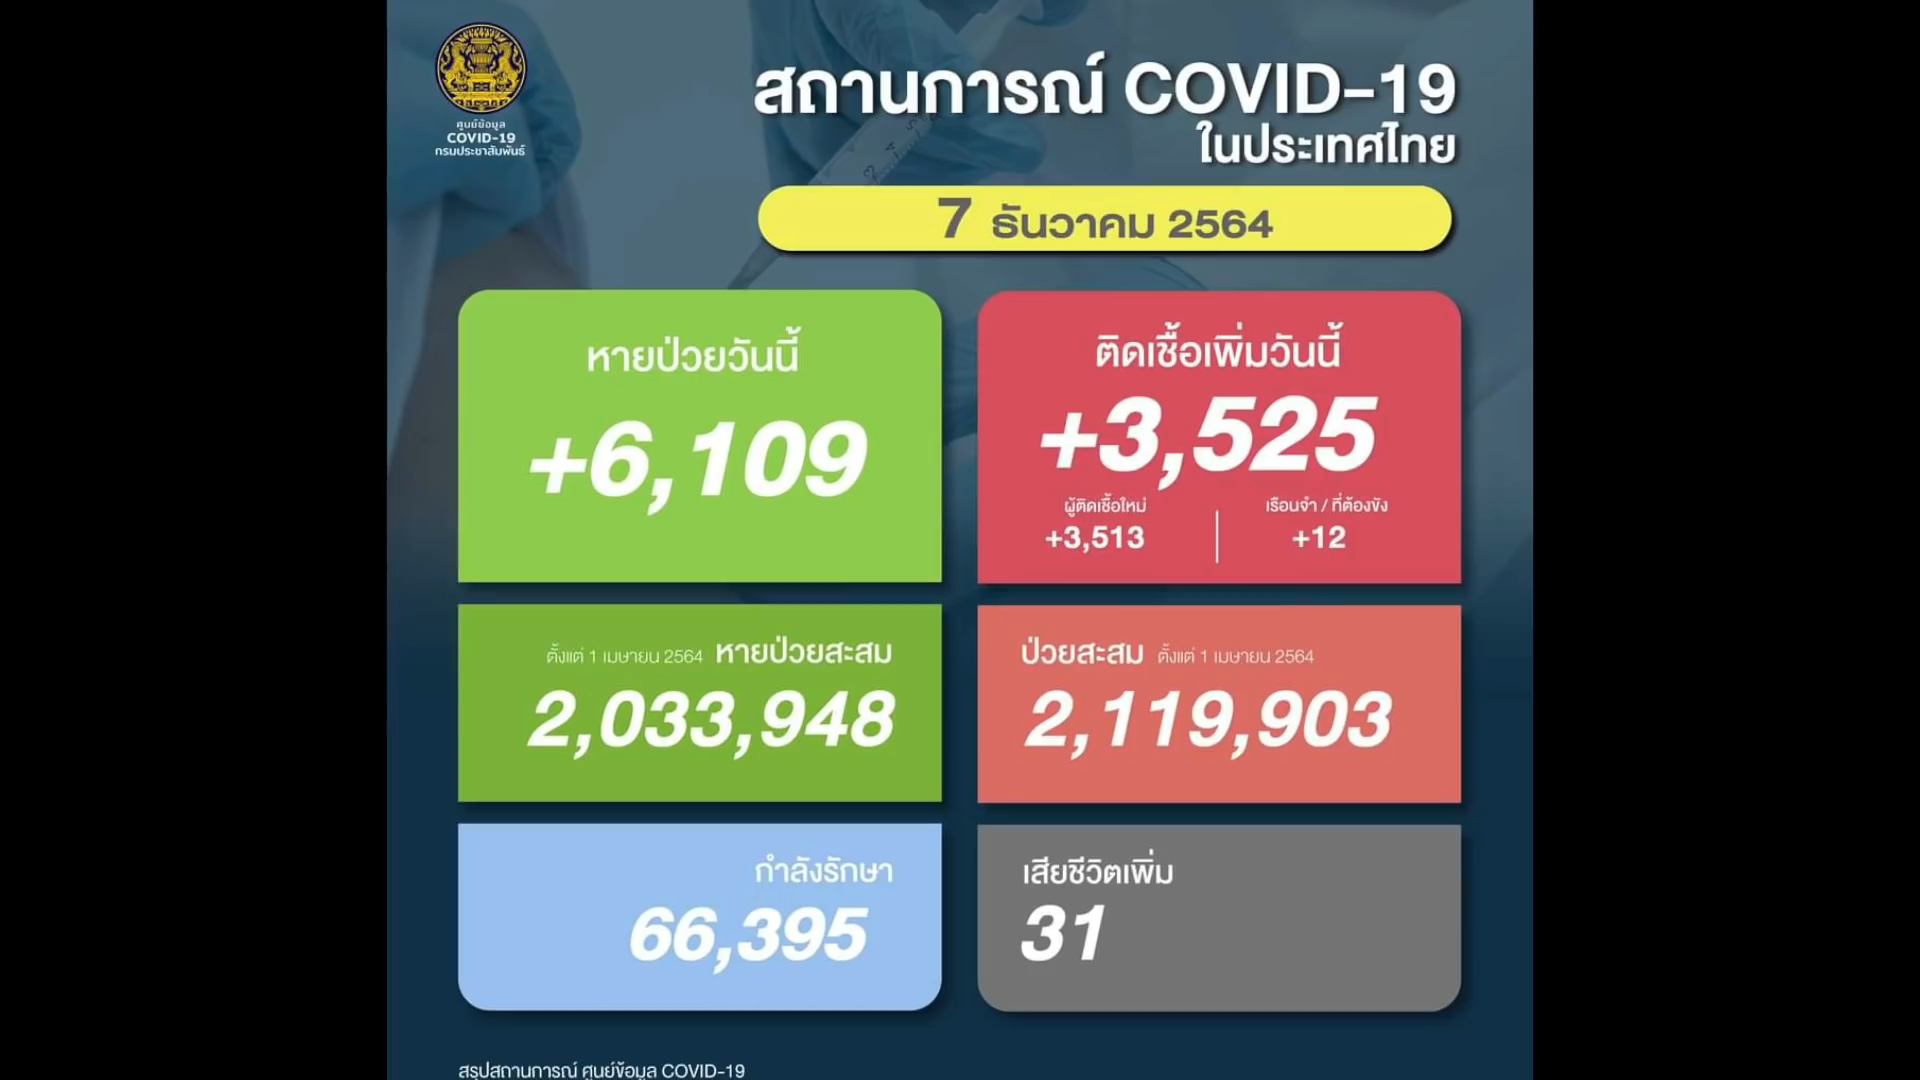 ศูนย์ข้อมูล
COVID-19
กรมประชาสัมพันธ์
สถานการณ์ COVID-19
ในประเทศไทย
7 ธันวาคม 2564
หายป่วยวันนี้
+6,109
ติดเชื้อเพิ่มวันนี้
+3,525
ผู้ติดเชื้อใหม่
+3,513
เรือนจำ / ที่ต้องขัง
+12
ตั้งแต่ 1 เมษายน 2564 หายป่วยสะสม
2,033,948
ป่วยสะสม ตั้งแต่ 1 เมษายน 2564
2,119,903
กำลังรักษา
66,395
เสียชีวิตเพิ่ม
31
สรุปสถานการณ์ ศูนย์ข้อมูล COVID-19